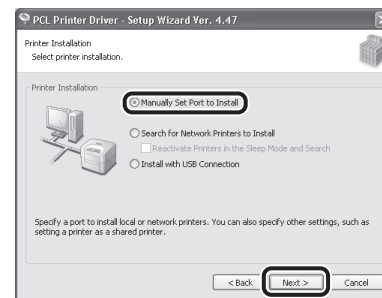 PCL Printer Driver - Setup Wizard Ver. 4.47
Printer Installation
Select printer installation.
Printer Installation
Manually Set Port to Install
Search for Network Printers to Install
Reactivate Printers in the Sleep Mode and Search
Install with USB Connection
Specify a port to install local or network printers. You can also specify other settings, such as
setting a printer as a shared printer.
< Back
Next >
Cancel